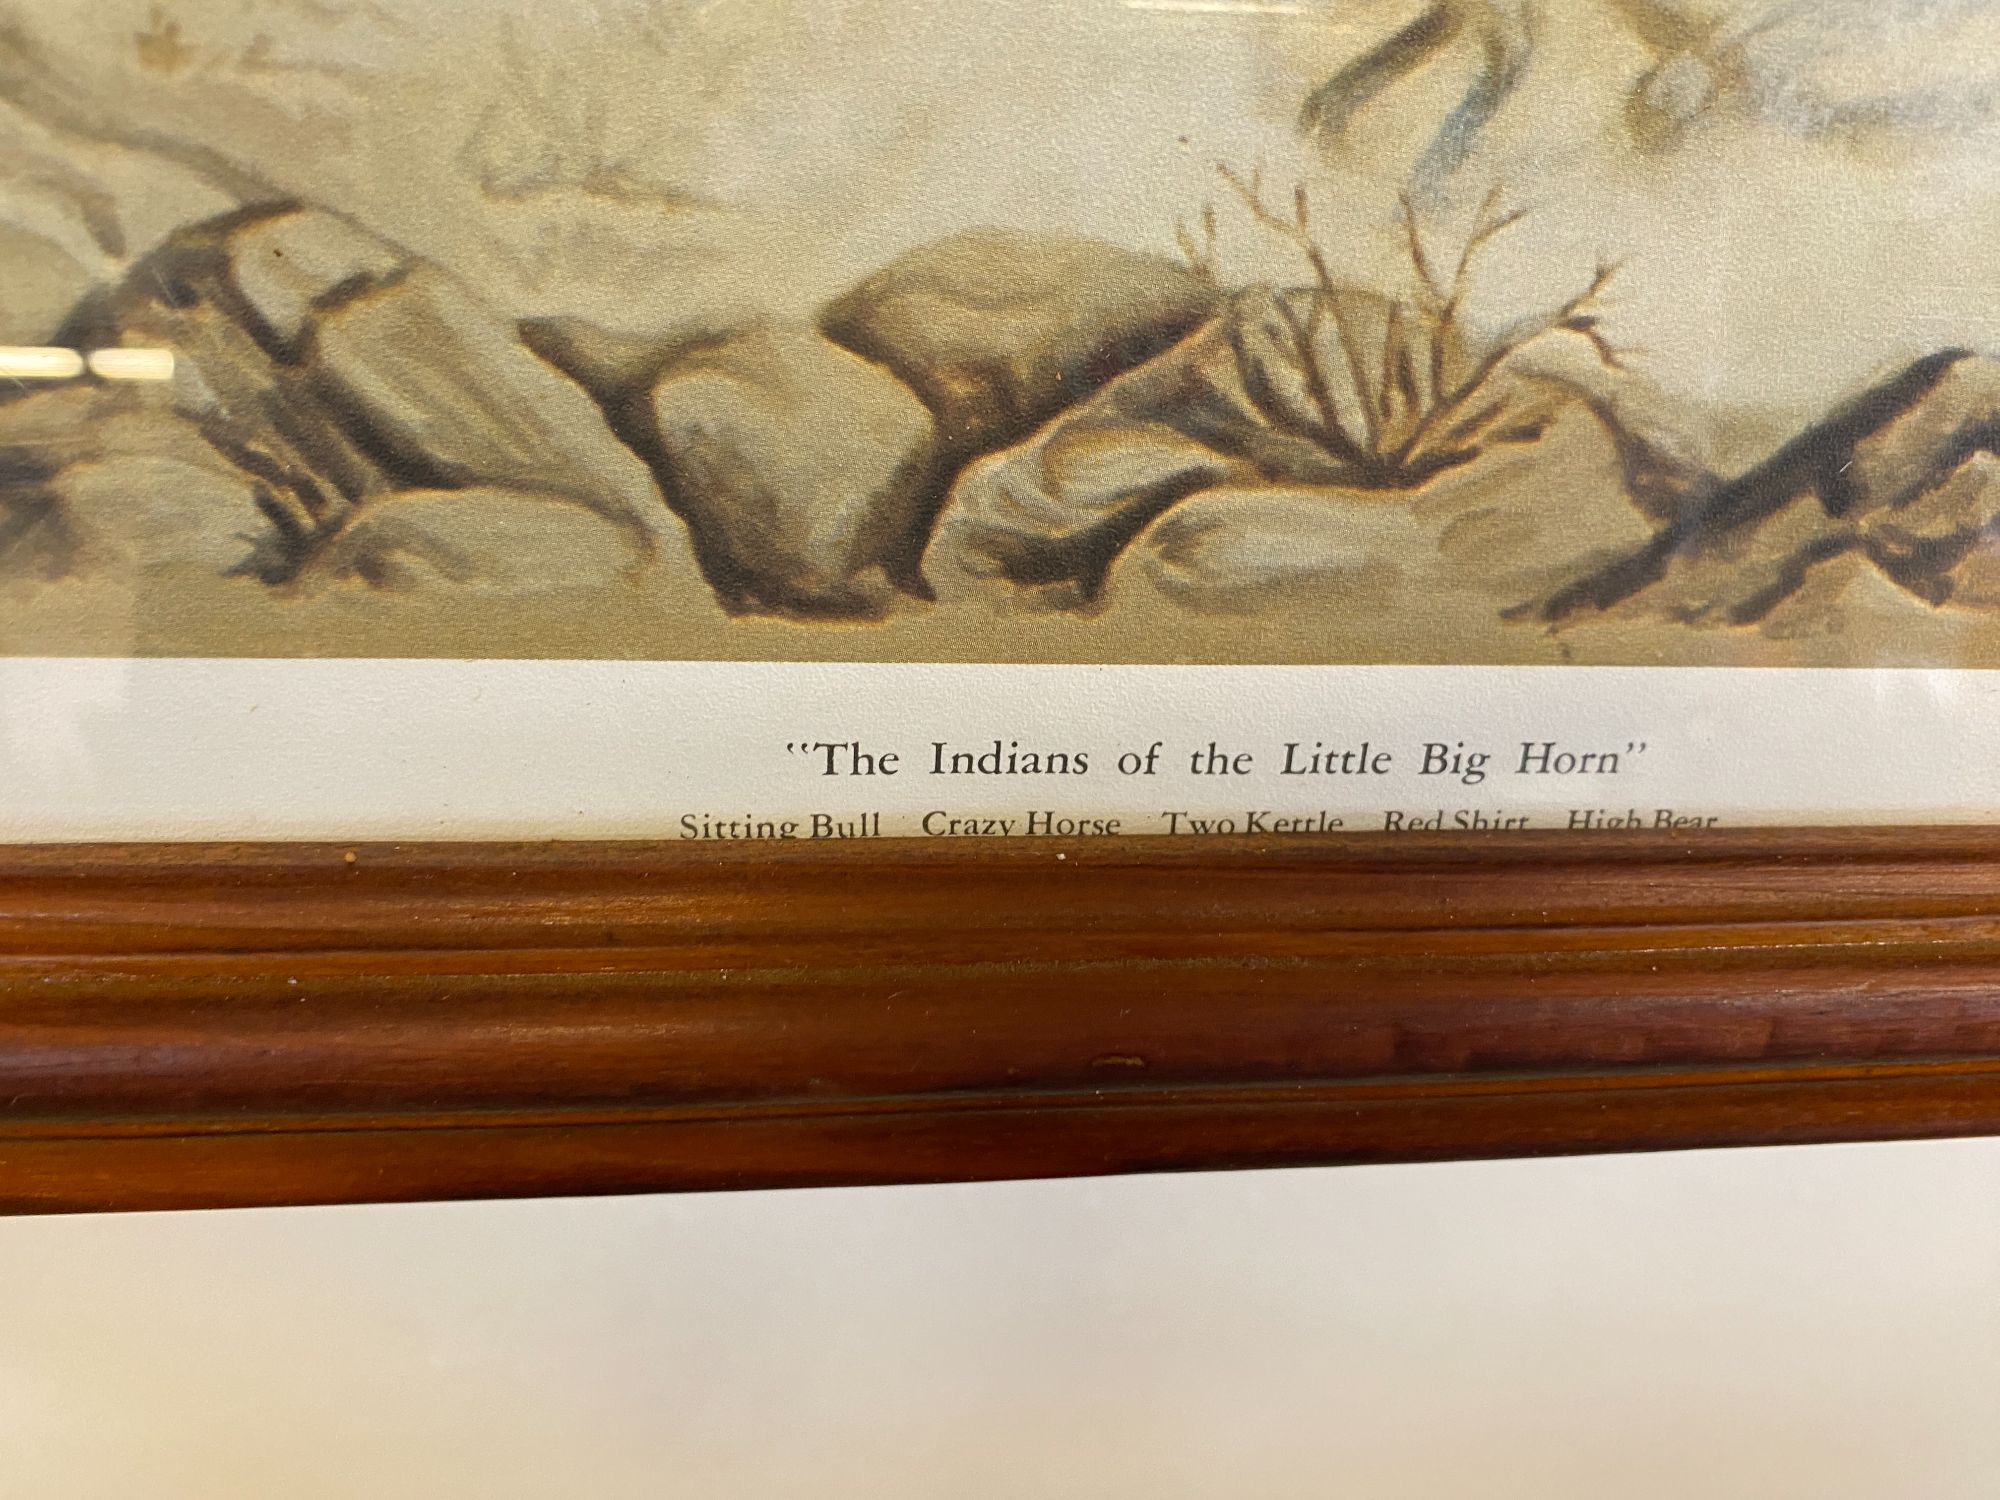 "The Indians of the Little Big Horn"
Sitting Bull Crazy Horse Two Kettle Red Shirt High Bear